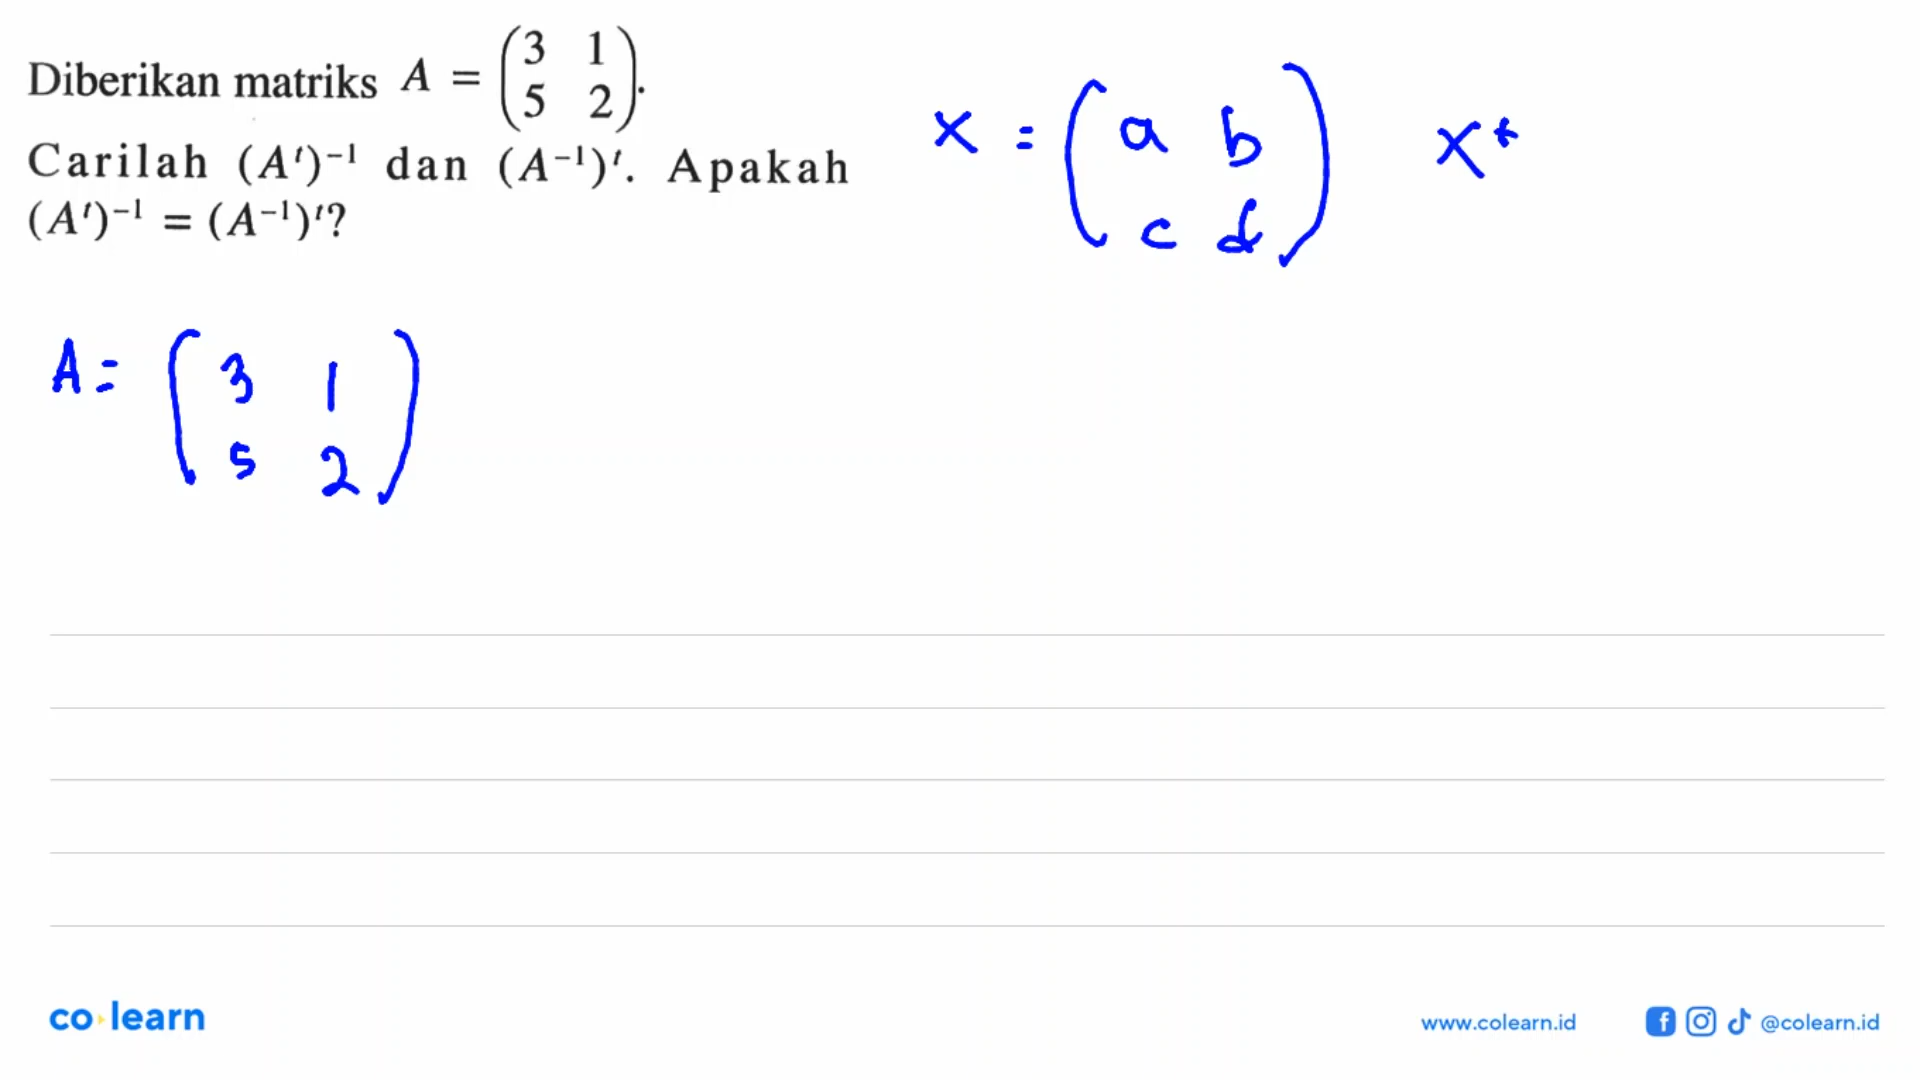 Diberikan matriks A = (3 1
5 2).
Carilah (A')⁻¹ dan (A⁻¹)'. Apakah
(A')⁻¹ = (A⁻¹)'?
X = (a b
c d) X
A = (3 1
5 2)
co learn
www.colearn.id @colearn.id